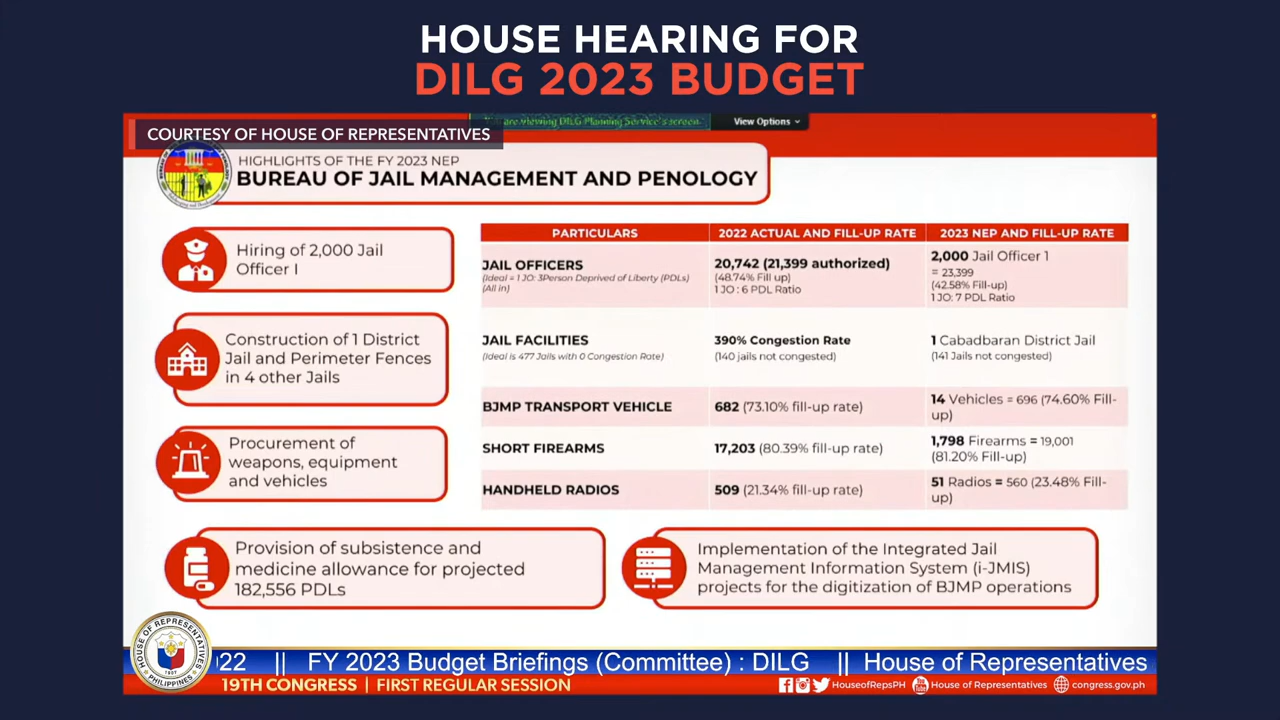 HOUSE HEARING FOR
DILG 2023 BUDGET
COURTESY OF HOUSE OF REPRESENTATIVES
are viewing DILG Planning Service's screen
View Options
HIGHLIGHTS OF THE FY 2023 NEP
BUREAU OF JAIL MANAGEMENT AND PENOLOGY
Hiring of 2,000 Jail
Officer I
Construction of 1 District
Jail and Perimeter Fences
in 4 other Jails
Procurement of
weapons, equipment
and vehicles
PARTICULARS
2022 ACTUAL AND FILL-UP RATE
2023 NEP AND FILL-UP RATE
JAIL OFFICERS
(Ideal = 1 JO: 3Person Deprived of Liberty (PDLs)
(All in)
20,742 (21,399 authorized)
(48.74% Fill up)
1 JO : 6 PDL Ratio
2,000 Jail Officer 1
= 23,399
(42.58% Fill-up)
1 JO: 7 PDL Ratio
JAIL FACILITIES
(Ideal is 477 Jails with 0 Congestion Rate)
390% Congestion Rate
(140 jails not congested)
1 Cabadbaran District Jail
(141 Jails not congested)
BJMP TRANSPORT VEHICLE
682 (73.10% fill-up rate)
14 Vehicles = 696 (74.60% Fill-
up)
SHORT FIREARMS
17,203 (80.39% fill-up rate)
1,798 Firearms = 19,001
(81.20% Fill-up)
HANDHELD RADIOS
509 (21.34% fill-up rate)
51 Radios = 560 (23.48% Fill-
up)
Provision of subsistence and
medicine allowance for projected
182,556 PDLs
Implementation of the Integrated Jail
Management Information System (i-JMIS)
projects for the digitization of BJMP operations
HOUSE OF REPRESENTATIVES
1907
PHILIPPINES
22 || FY 2023 Budget Briefings (Committee) : DILG || House of Representatives
19TH CONGRESS | FIRST REGULAR SESSION
HouseofRepsPH
House of Representatives
congress.gov.ph